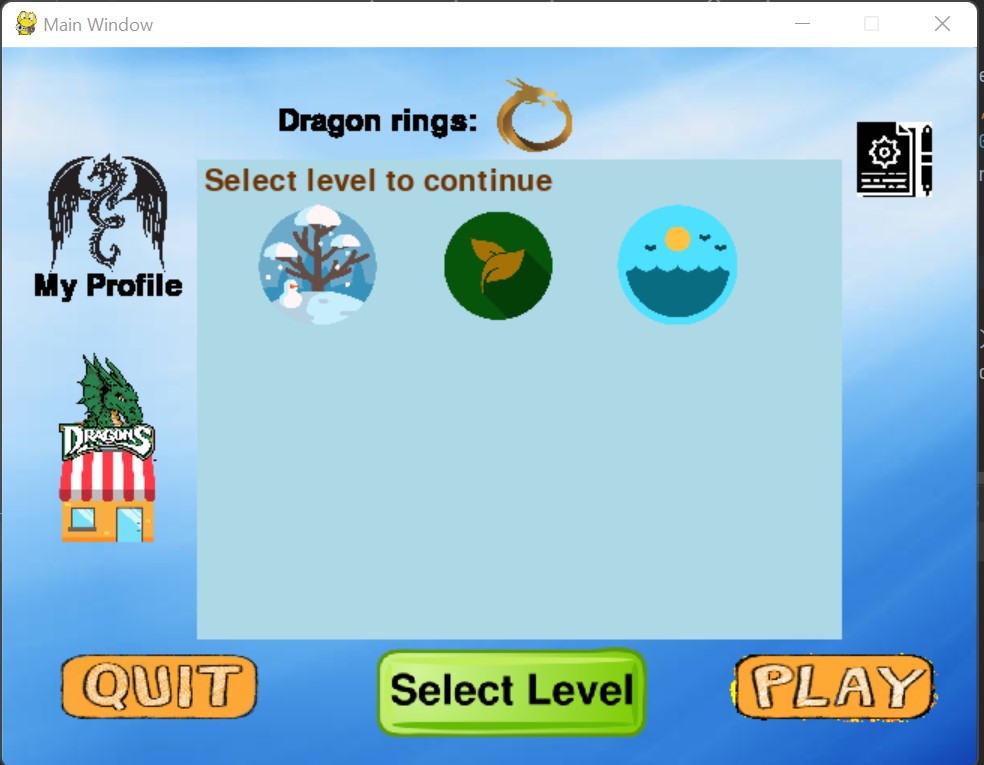 Main Window
Dragon rings:
Select level to continue
My Profile
DRAGONS
QUIT
Select Level
PLAY